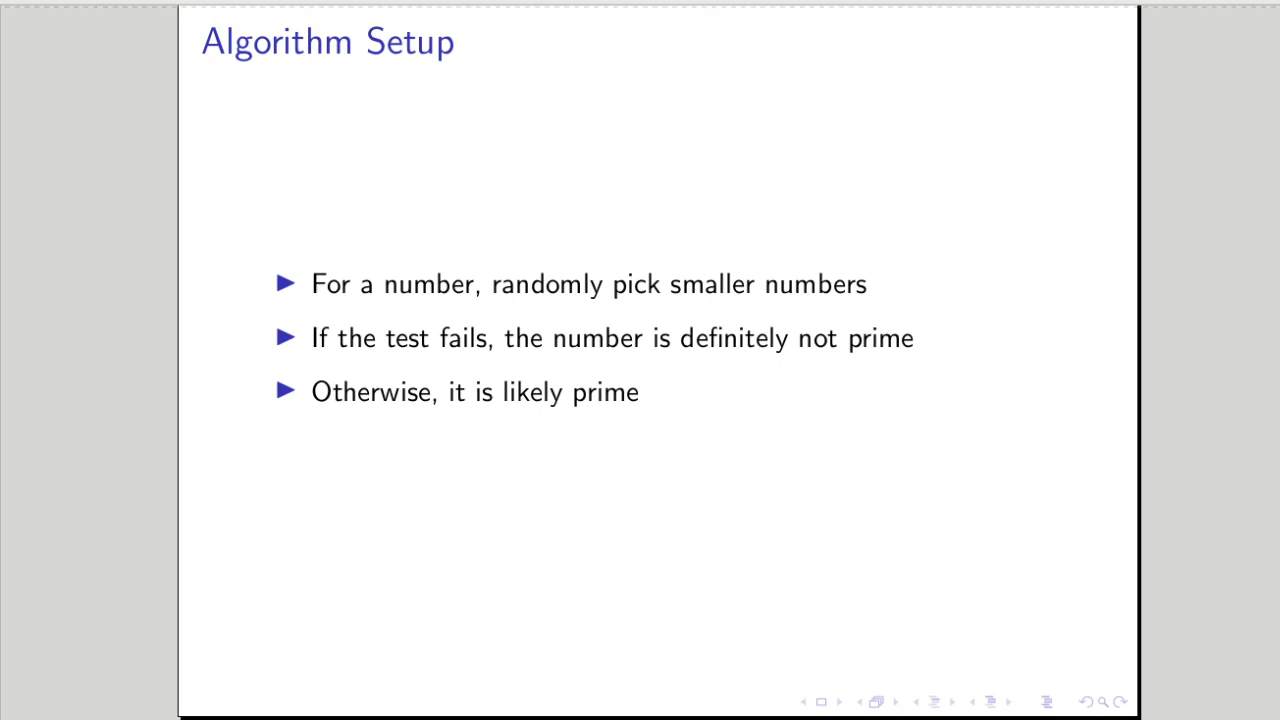 Algorithm Setup
For a number, randomly pick smaller numbers
If the test fails, the number is definitely not prime
Otherwise, it is likely prime